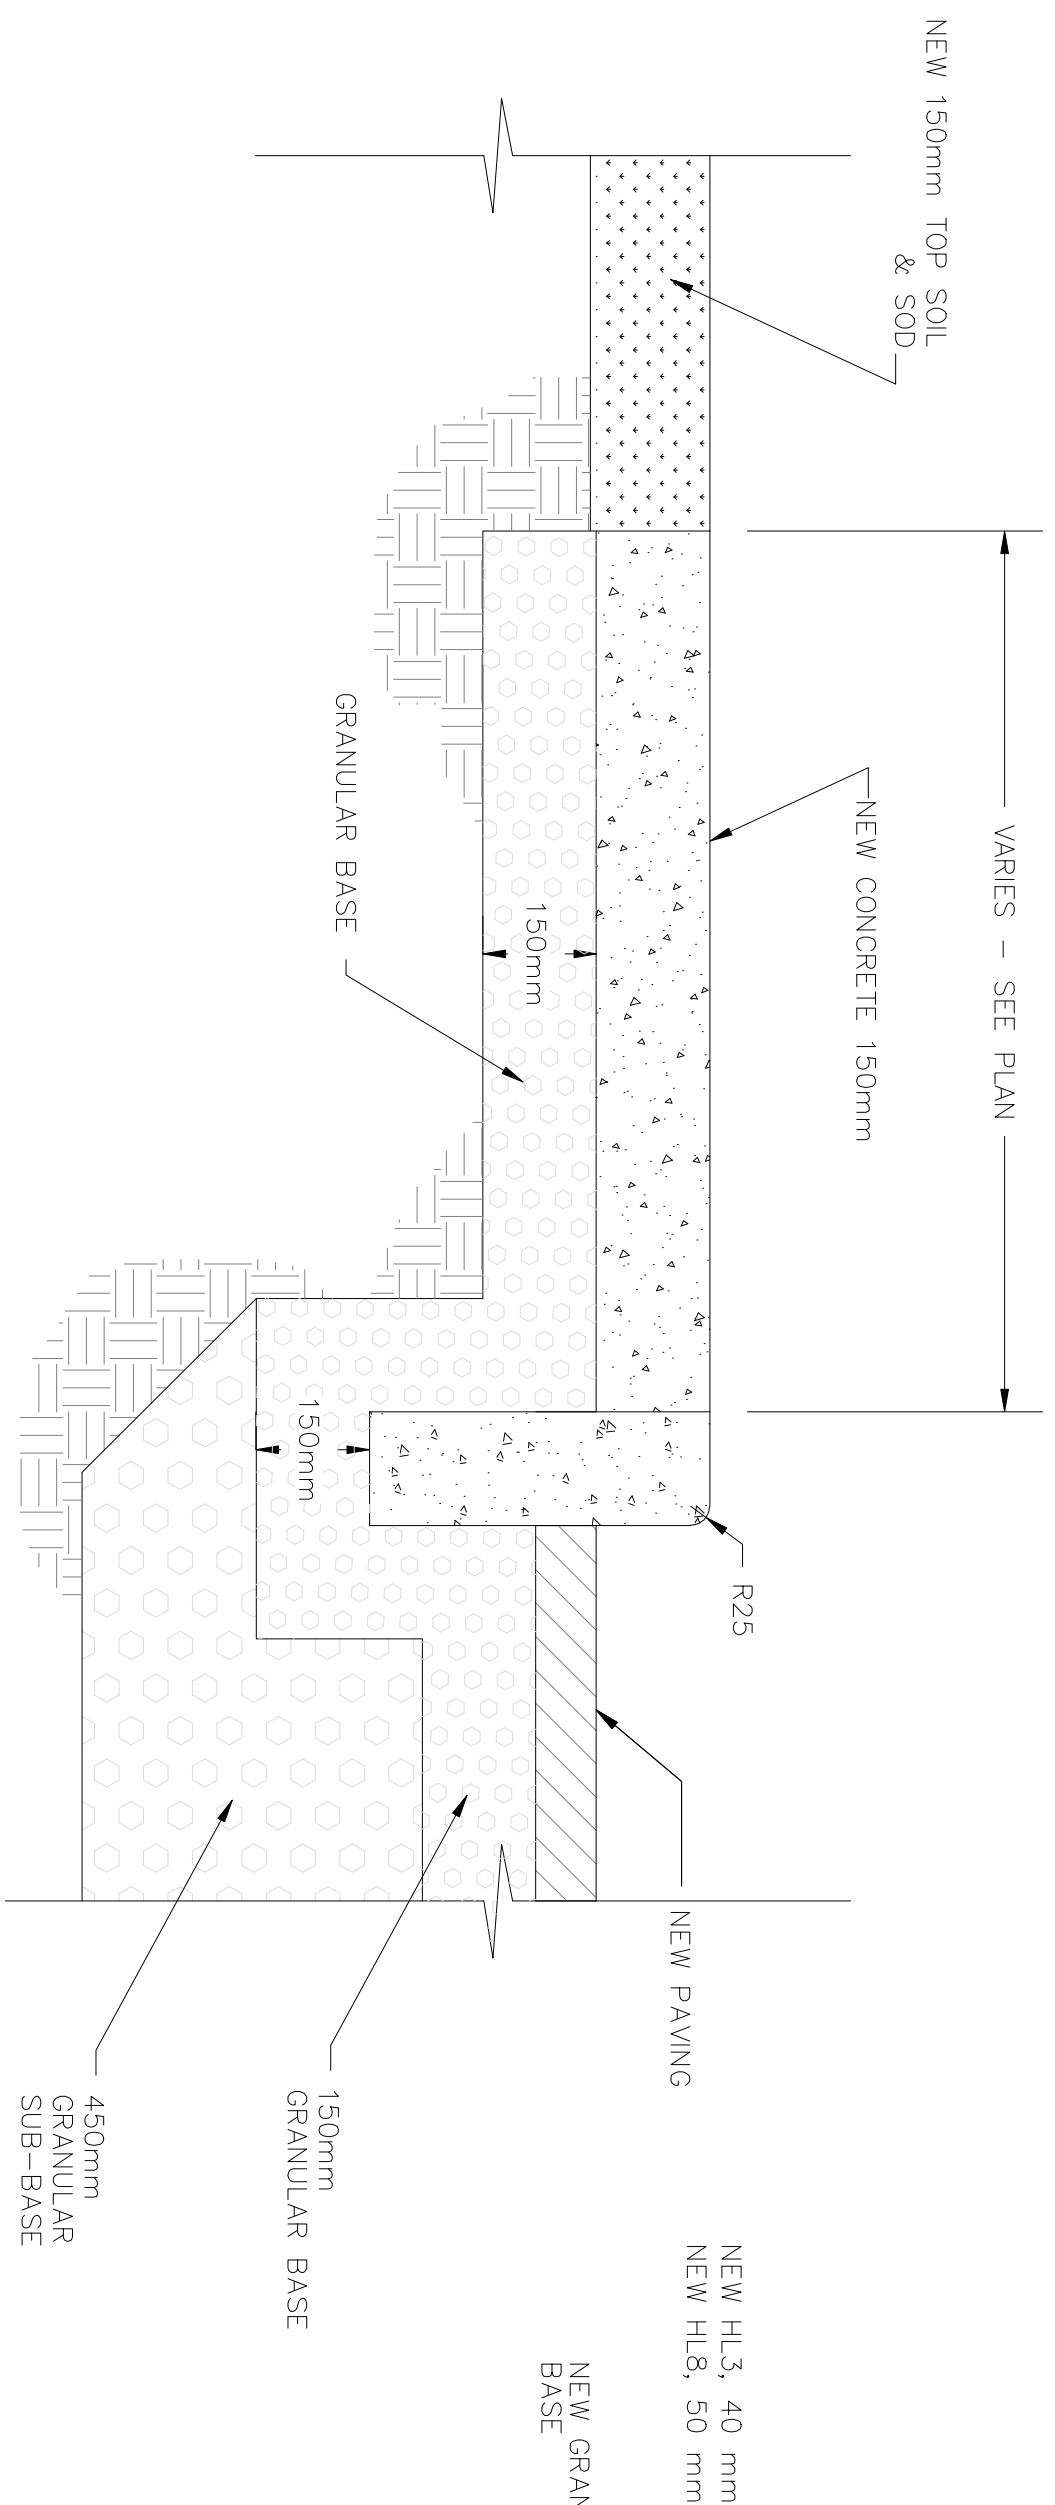 NEW 150mm TOP SOIL
& SOD
VARIES - SEE PLAN
NEW CONCRETE 150mm
GRANULAR BASE
150mm
150mm
R25
NEW PAVING
150mm
GRANULAR BASE
450mm
GRANULAR
SUB-BASE
NEW HL3, 40 mm
NEW HL8, 50 mm
NEW GRAN
BASE